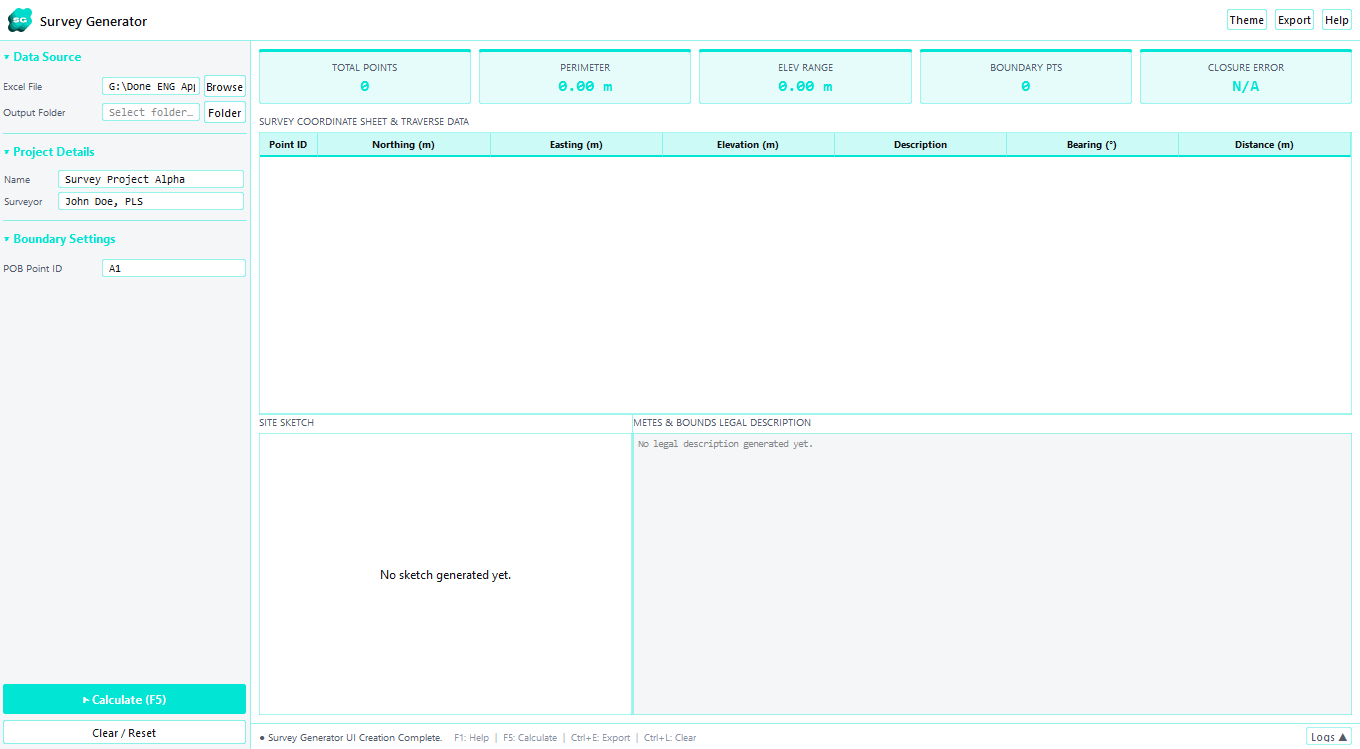 SG Survey Generator Theme Export Help
▾ Data Source
Excel File G:\Done ENG Ap Browse
Output Folder Select folder… Folder
▾ Project Details
Name Survey Project Alpha
Surveyor John Doe, PLS
▾ Boundary Settings
POB Point ID A1
▸ Calculate (F5)
Clear / Reset
TOTAL POINTS PERIMETER ELEV RANGE BOUNDARY PTS CLOSURE ERROR
0 0.00 m 0.00 m 0 N/A
SURVEY COORDINATE SHEET & TRAVERSE DATA
Point ID Northing (m) Easting (m) Elevation (m) Description Bearing (°) Distance (m)
SITE SKETCH METES & BOUNDS LEGAL DESCRIPTION
No legal description generated yet.
No sketch generated yet.
● Survey Generator UI Creation Complete. F1: Help | F5: Calculate | Ctrl+E: Export | Ctrl+L: Clear Logs ▲